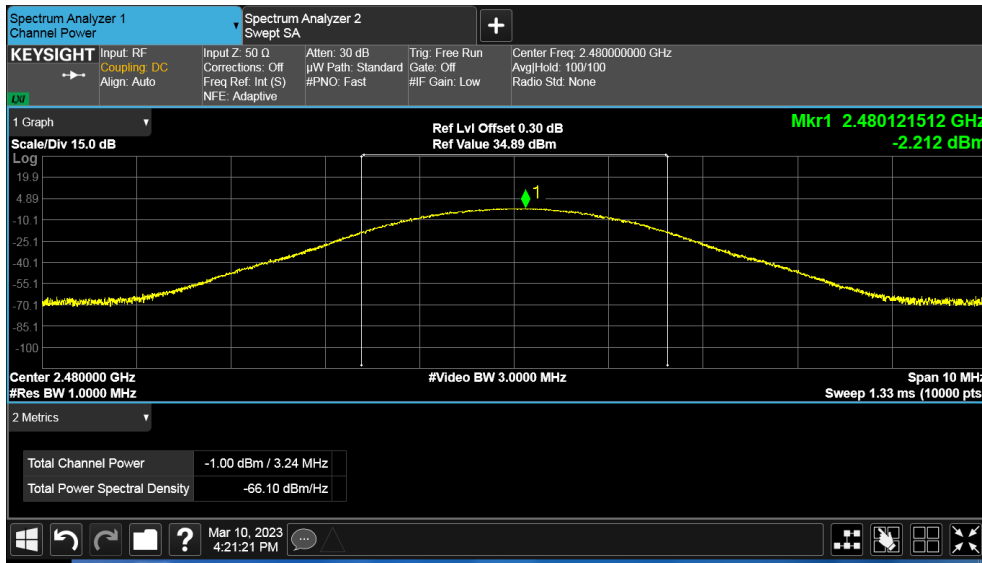 Spectrum Analyzer 1
Channel Power
Spectrum Analyzer 2
Swept SA
+
KEYSIGHT
LXI
Input: RF
Coupling: DC
Align: Auto
Input Z: 50 Ω
Corrections: Off
Freq Ref: Int (S)
NFE: Adaptive
Atten: 30 dB
µW Path: Standard
#PNO: Fast
Trig: Free Run
Gate: Off
#IF Gain: Low
Center Freq: 2.480000000 GHz
Avg|Hold: 100/100
Radio Std: None
1 Graph
Scale/Div 15.0 dB
Ref Lvl Offset 0.30 dB
Ref Value 34.89 dBm
Mkr1 2.480121512 GHz
-2.212 dBm
Log
19.9
4.89
-10.1
-25.1
-40.1
-55.1
-70.1
-85.1
-100
1
Center 2.480000 GHz
#Res BW 1.0000 MHz
#Video BW 3.0000 MHz
Span 10 MHz
Sweep 1.33 ms (10000 pts
2 Metrics
Total Channel Power -1.00 dBm / 3.24 MHz
Total Power Spectral Density -66.10 dBm/Hz
?
Mar 10, 2023
4:21:21 PM